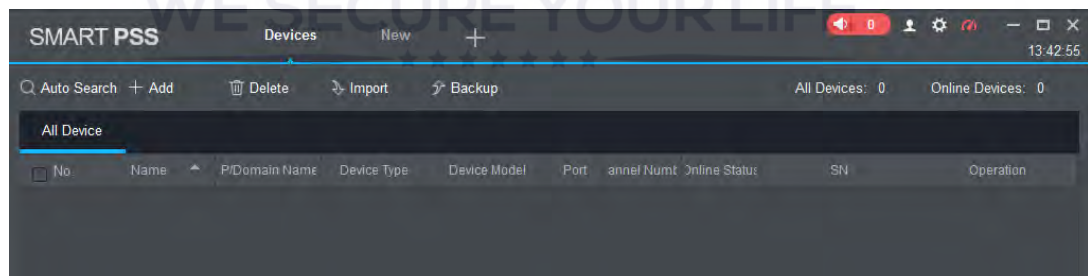 WE SECURE YOUR LIFE
SMART PSS Devices New 0
13:42:55
Auto Search Add Delete Import Backup All Devices: 0 Online Devices: 0
All Device
No Name P/Domain Name Device Type Device Model Port annel Numb Online Status SN Operation